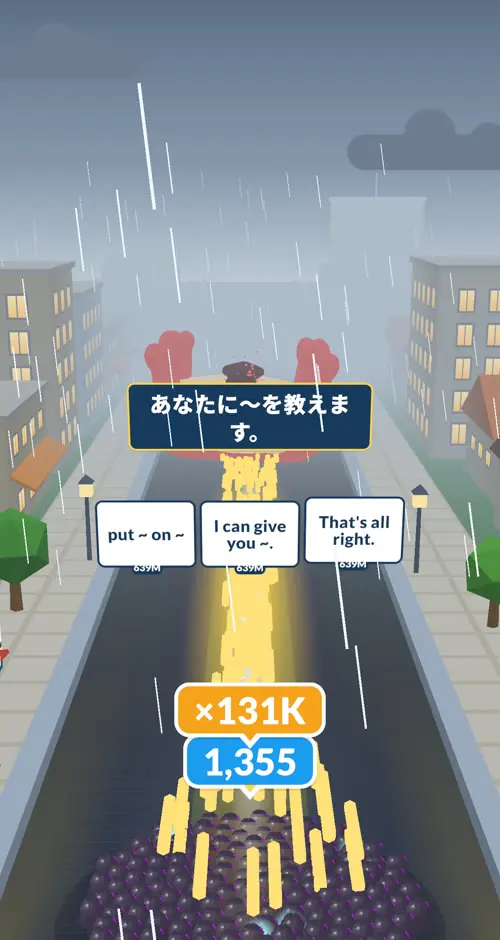 あなたに～を教えま
す。
put ~ on ~
I can give
you ~.
That's all
right.
639M
639M
639M
×131K
1,355